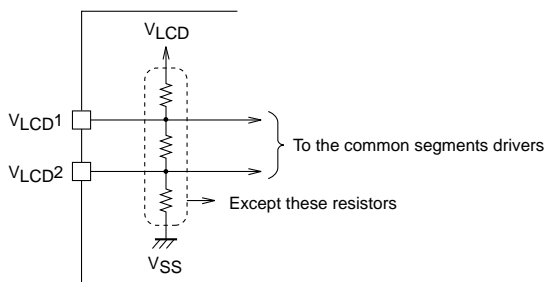 VLCD
VLCD1
To the common segments drivers
VLCD2
Except these resistors
VSS